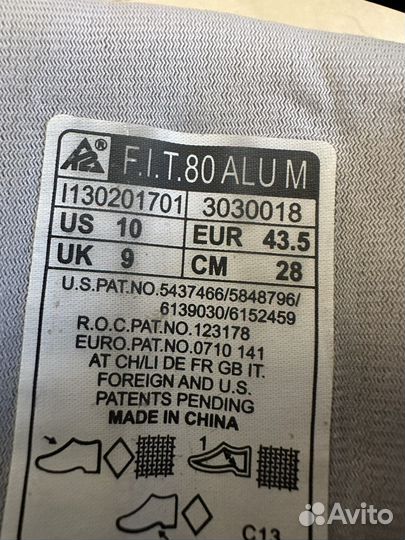 K2®
F.I.T.80 ALU M
I130201701 3030018
US 10 EUR 43.5
UK 9 CM 28
U.S.PAT.NO.5437466/5848796/
6139030/6152459
R.O.C.PAT.NO.123178
EURO.PAT.NO.0710 141
AT CH/LI DE FR GB IT.
FOREIGN AND U.S.
PATENTS PENDING
MADE IN CHINA
1
C13
Avito